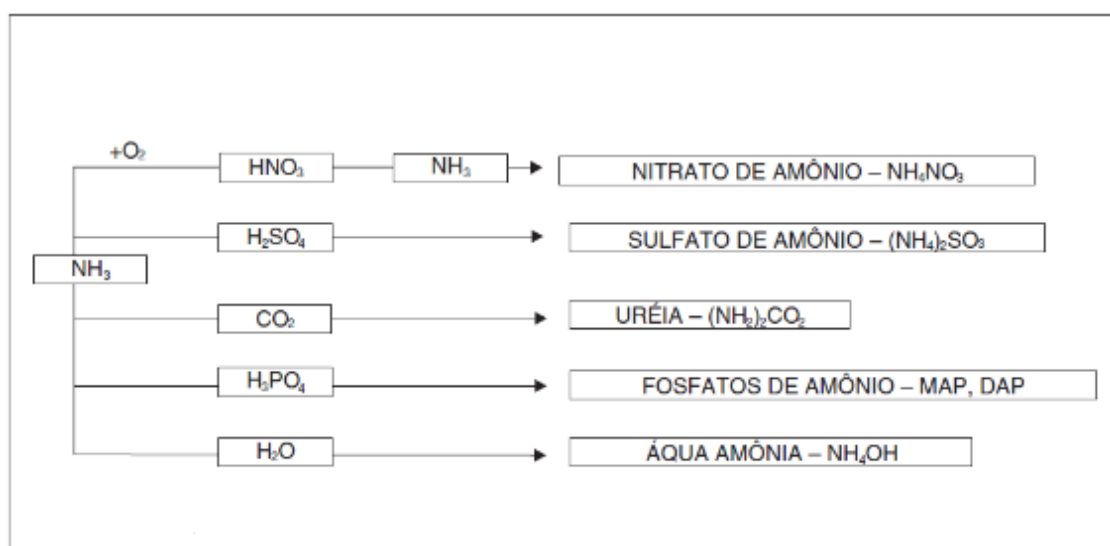 +O₂
HNO₃ NH₃ NITRATO DE AMÔNIO – NH₄NO₃
H₂SO₄ SULFATO DE AMÔNIO – (NH₄)₂SO₃
NH₃
CO₂ URÉIA – (NH₂)₂CO₂
H₃PO₄ FOSFATOS DE AMÔNIO – MAP, DAP
H₂O ÁQUA AMÔNIA – NH₄OH